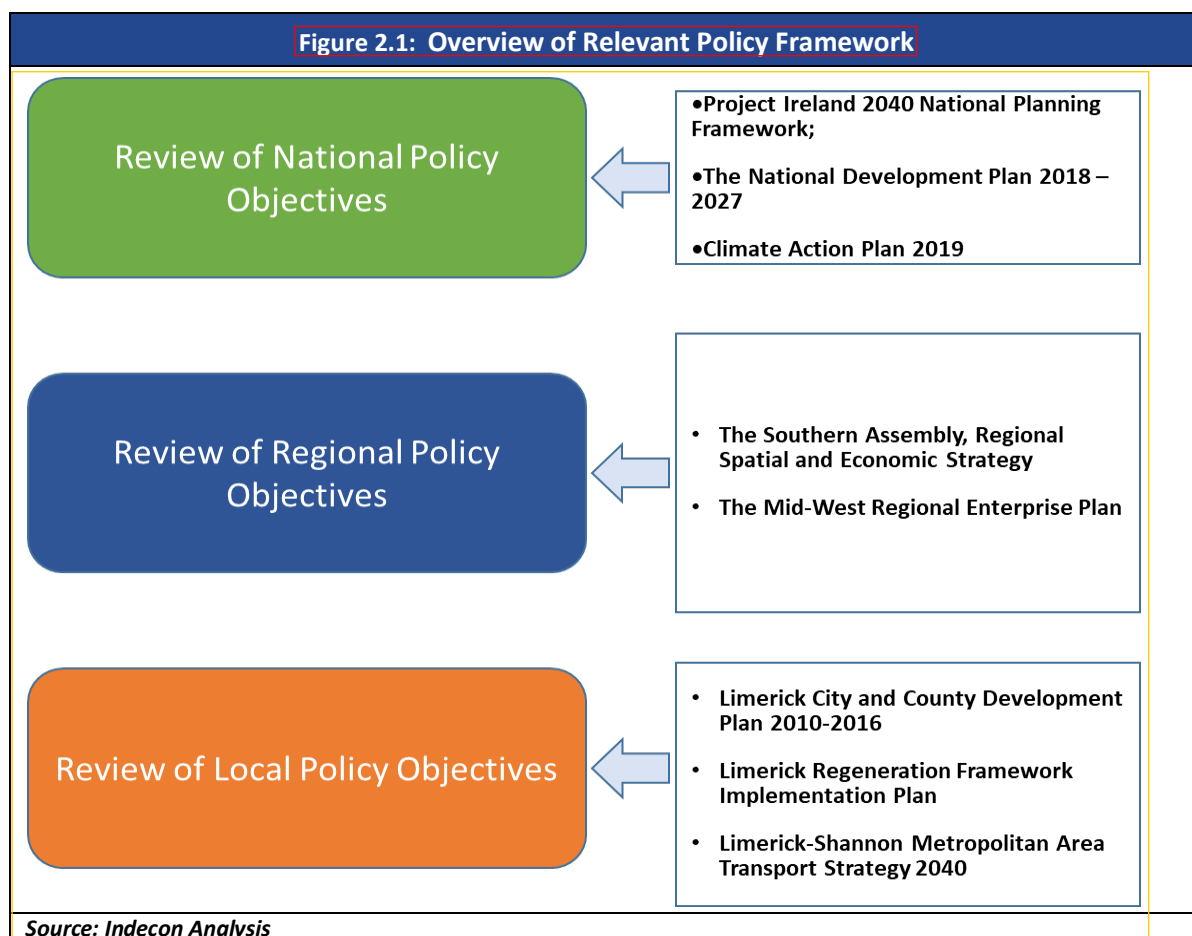 Figure 2.1: Overview of Relevant Policy Framework
Review of National Policy
Objectives
•Project Ireland 2040 National Planning
Framework;
•The National Development Plan 2018 –
2027
•Climate Action Plan 2019
Review of Regional Policy
Objectives
• The Southern Assembly, Regional
Spatial and Economic Strategy
• The Mid-West Regional Enterprise Plan
Review of Local Policy Objectives
• Limerick City and County Development
Plan 2010-2016
• Limerick Regeneration Framework
Implementation Plan
• Limerick-Shannon Metropolitan Area
Transport Strategy 2040
Source: Indecon Analysis